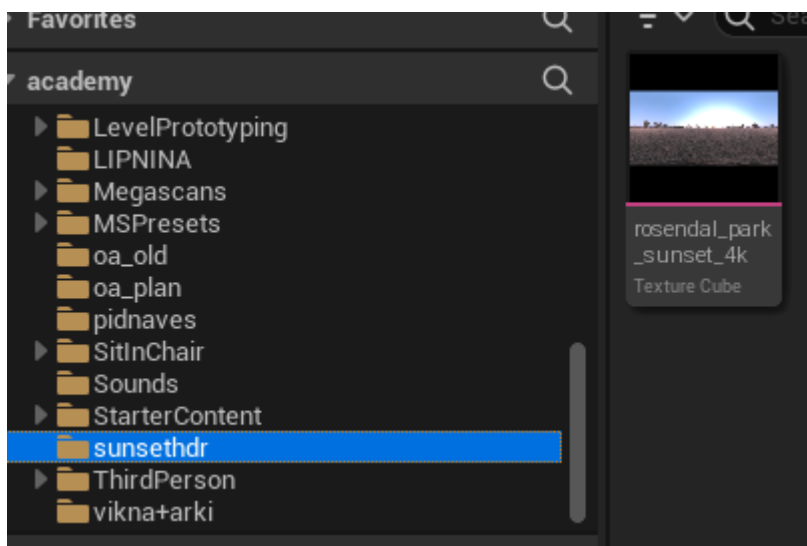 Favorites
academy
LevelPrototyping
LIPNINA
Megascans
MSPresets
oa_old
oa_plan
pidnaves
SitInChair
Sounds
StarterContent
sunsethdr
ThirdPerson
vikna+arki
Sea
rosendal_park
_sunset_4k
Texture Cube